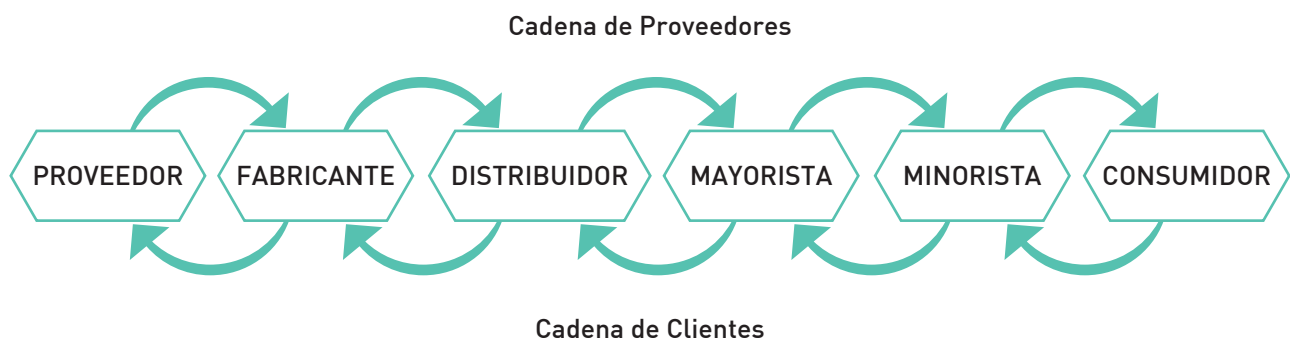 Cadena de Proveedores
PROVEEDOR
FABRICANTE
DISTRIBUIDOR
MAYORISTA
MINORISTA
CONSUMIDOR
Cadena de Clientes